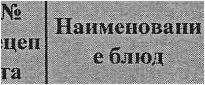 №
цеп
та
Наименовани
е блюд